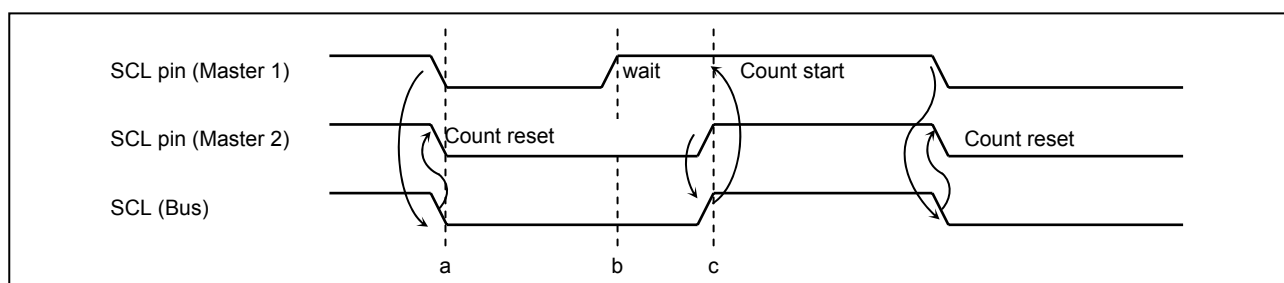 SCL pin (Master 1)
wait
Count start
SCL pin (Master 2)
Count reset
Count reset
SCL (Bus)
a
b
c